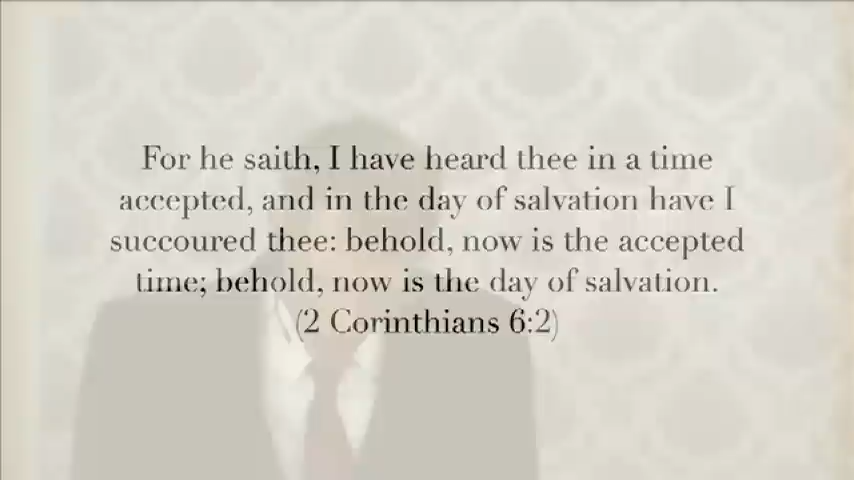 For he saith, I have heard thee in a time
accepted, and in the day of salvation have I
succoured thee: behold, now is the accepted
time; behold, now is the day of salvation.
(2 Corinthians 6:2)